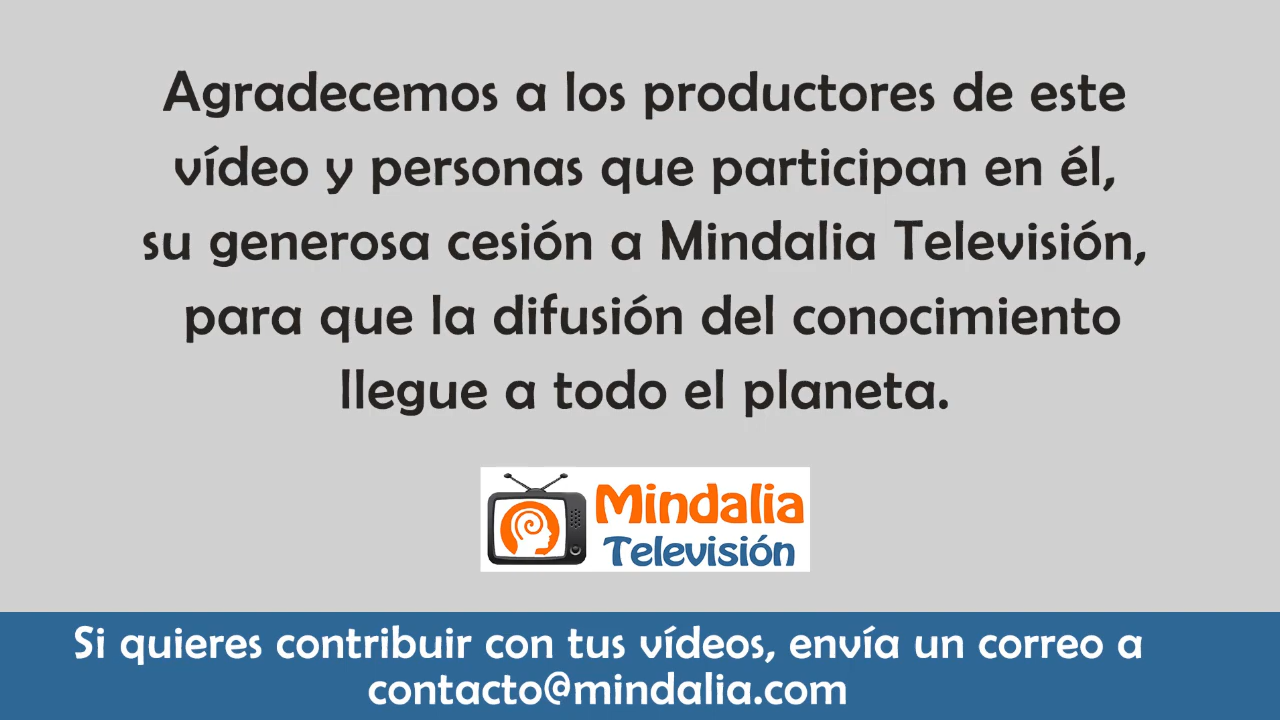 Agradecemos a los productores de este
vídeo y personas que participan en él,
su generosa cesión a Mindalia Televisión,
para que la difusión del conocimiento
llegue a todo el planeta.
Mindalia
Televisión
Si quieres contribuir con tus vídeos, envía un correo a
contacto@mindalia.com